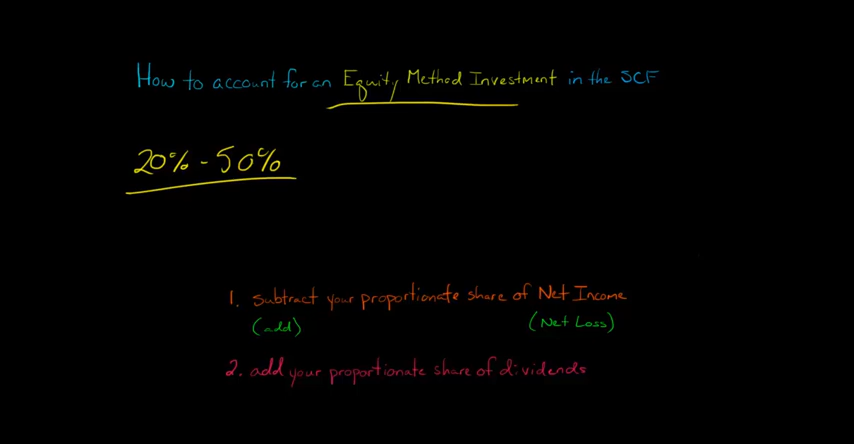 How to account for an Equity Method Investment in the SCF
20% - 50%
1. subtract your proportionate share of Net Income
(add) (Net Loss)
2. add your proportionate share of dividends